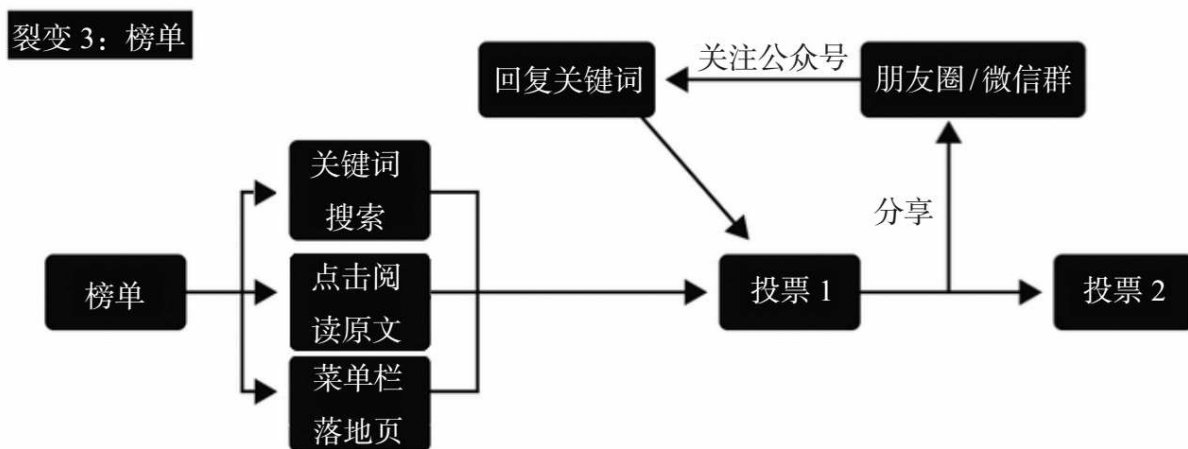 裂变 3：榜单
回复关键词
关注公众号
朋友圈/微信群
关键词
搜索
分享
榜单
点击阅
读原文
投票 1
投票 2
菜单栏
落地页